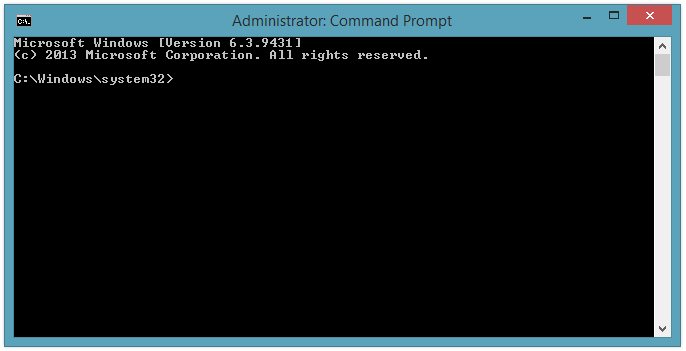 Administrator: Command Prompt
Microsoft Windows [Version 6.3.9431]
(c) 2013 Microsoft Corporation. All rights reserved.
C:\Windows\system32>